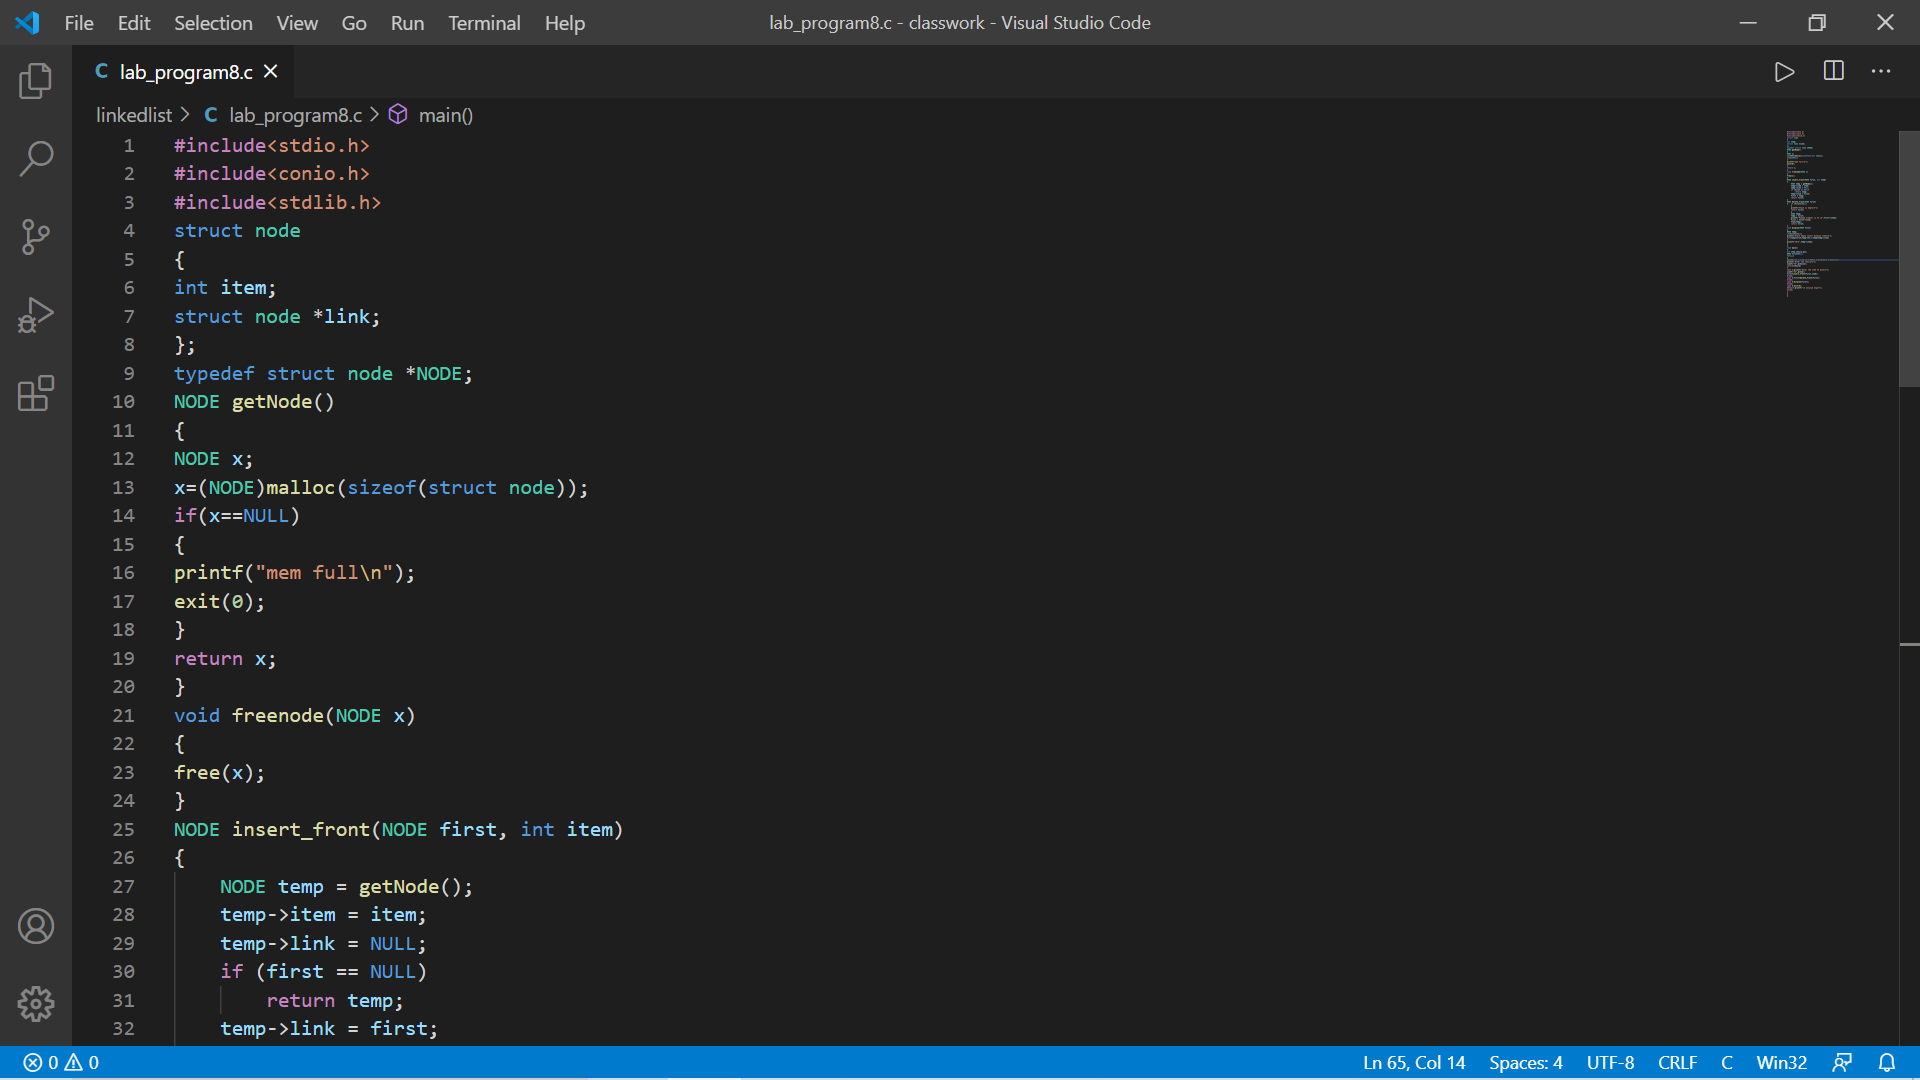 File Edit Selection View Go Run Terminal Help lab_program8.c - classwork - Visual Studio Code
C lab_program8.c
linkedlist > C lab_program8.c > main()
1 #include<stdio.h>
2 #include<conio.h>
3 #include<stdlib.h>
4 struct node
5 {
6 int item;
7 struct node *link;
8 };
9 typedef struct node *NODE;
10 NODE getNode()
11 {
12 NODE x;
13 x=(NODE)malloc(sizeof(struct node));
14 if(x==NULL)
15 {
16 printf("mem full\n");
17 exit(0);
18 }
19 return x;
20 }
21 void freenode(NODE x)
22 {
23 free(x);
24 }
25 NODE insert_front(NODE first, int item)
26 {
27     NODE temp = getNode();
28     temp->item = item;
29     temp->link = NULL;
30     if (first == NULL)
31         return temp;
32     temp->link = first;
0 0 Ln 65, Col 14 Spaces: 4 UTF-8 CRLF C Win32